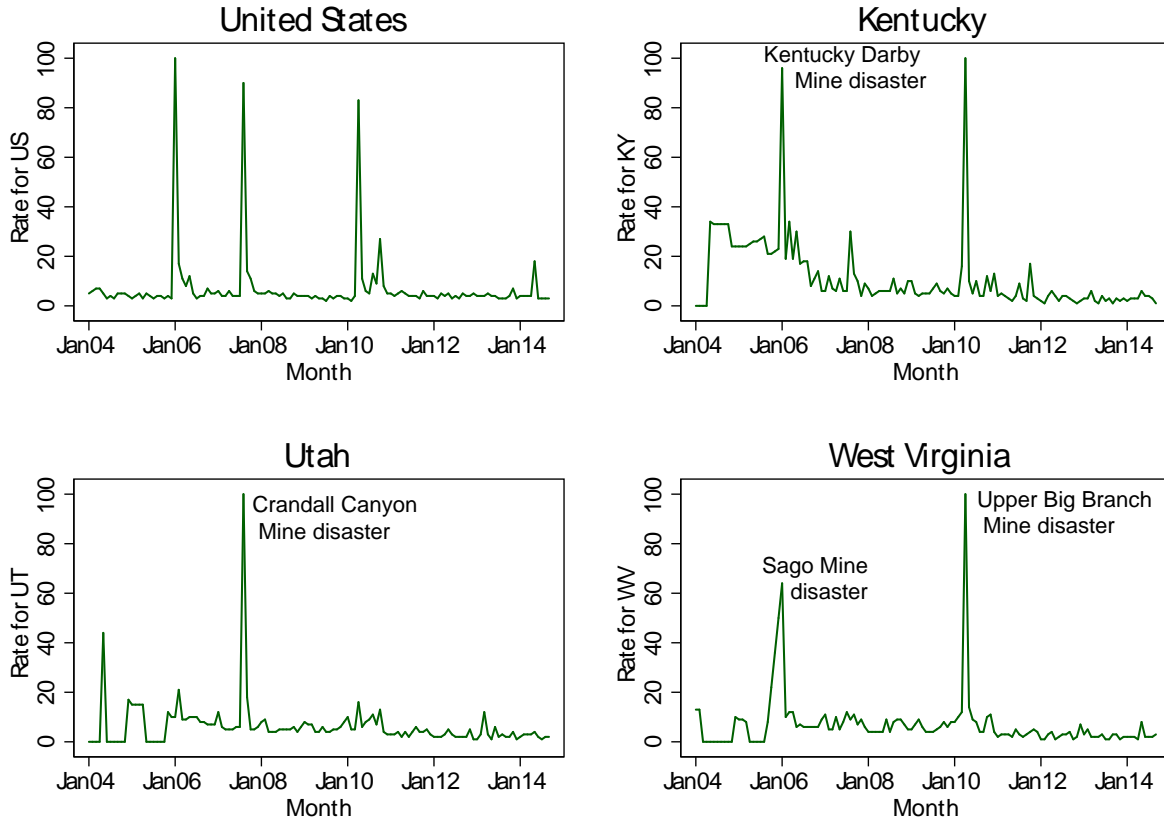 United States
Rate for US
0 20 40 60 80 100
Jan04 Jan06 Jan08 Jan10 Jan12 Jan14
Month
Kentucky
Kentucky Darby
Mine disaster
Rate for KY
0 20 40 60 80 100
Jan04 Jan06 Jan08 Jan10 Jan12 Jan14
Month
Utah
Crandall Canyon
Mine disaster
Rate for UT
0 20 40 60 80 100
Jan04 Jan06 Jan08 Jan10 Jan12 Jan14
Month
West Virginia
Upper Big Branch
Mine disaster
Sago Mine
disaster
Rate for WV
0 20 40 60 80 100
Jan04 Jan06 Jan08 Jan10 Jan12 Jan14
Month